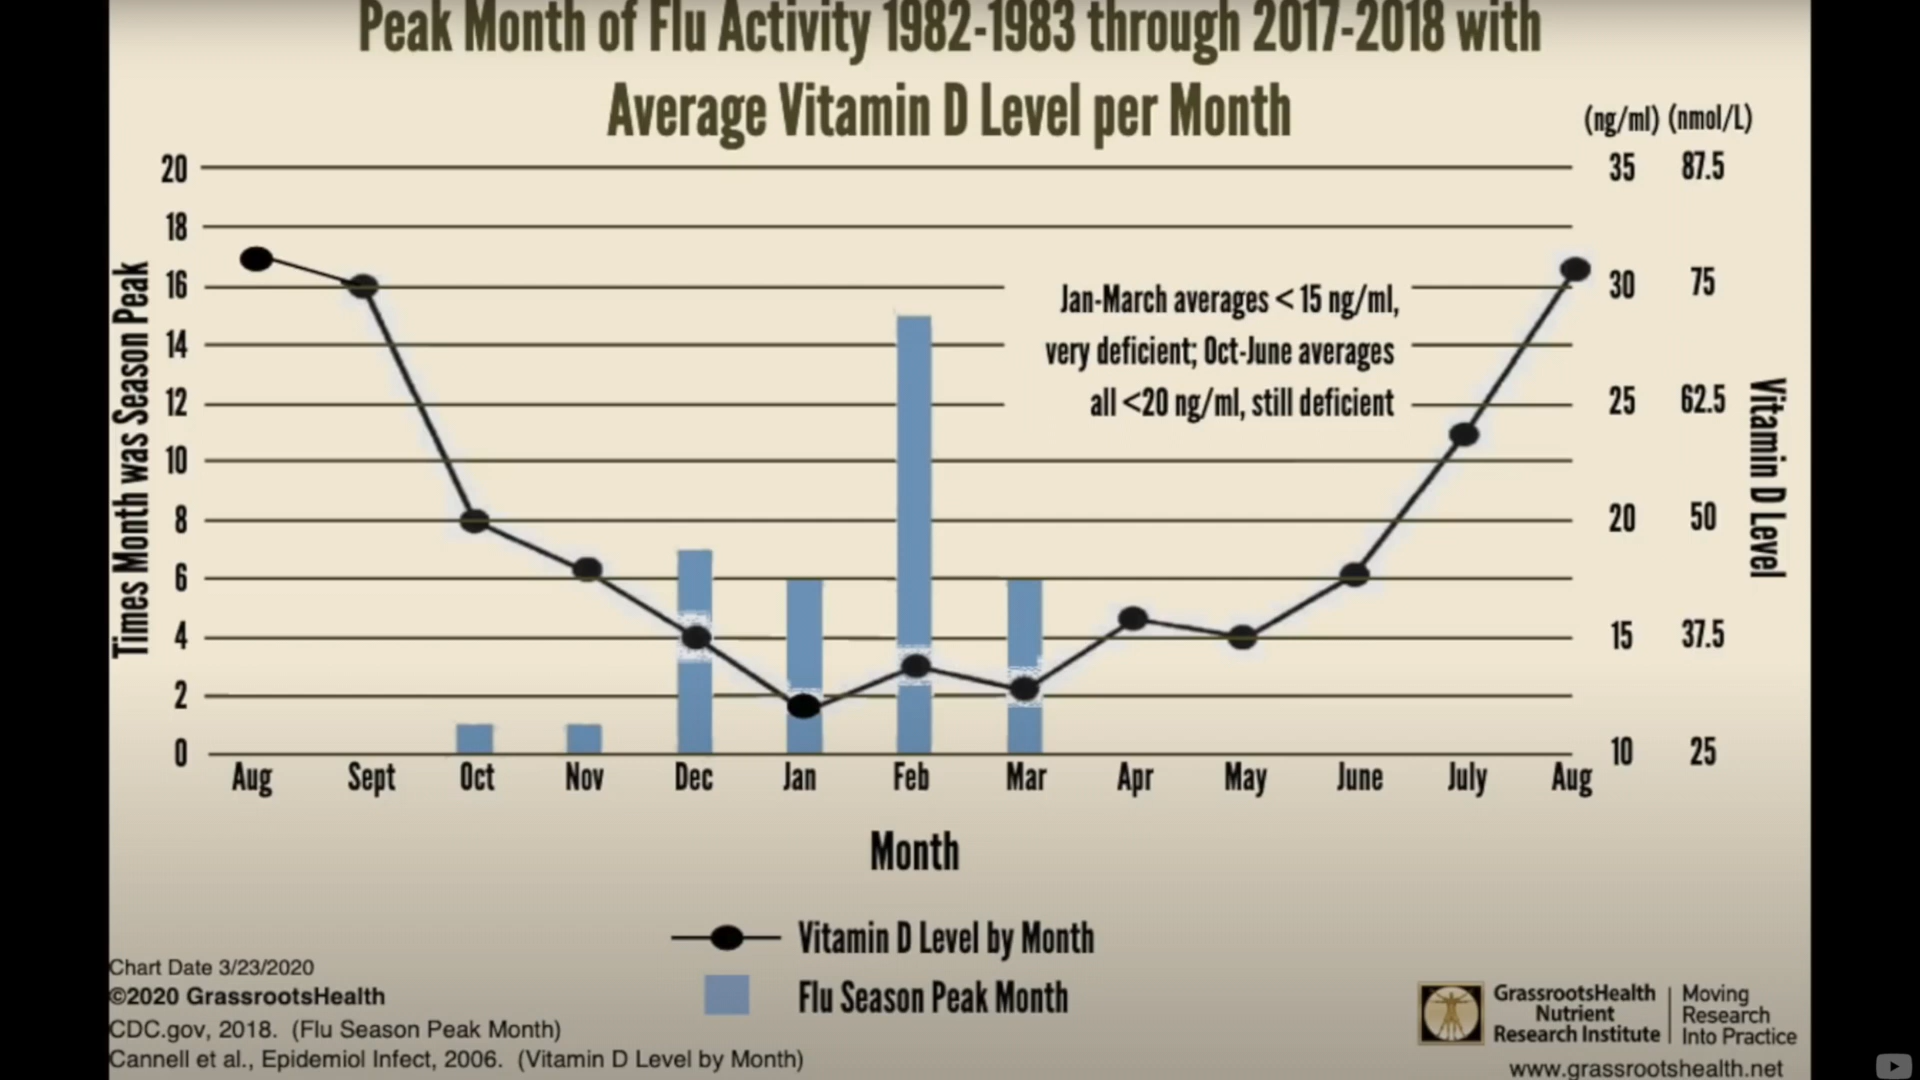 Peak Month of Flu Activity 1982-1983 through 2017-2018 with
Average Vitamin D Level per Month
(ng/ml) (nmol/L)
20
18
16
14
12
10
8
6
4
2
0
Times Month was Season Peak
Jan-March averages < 15 ng/ml,
very deficient; Oct-June averages
all <20 ng/ml, still deficient
35 87.5
30 75
25 62.5
20 50
15 37.5
10 25
Vitamin D Level
Aug Sept Oct Nov Dec Jan Feb Mar Apr May June July Aug
Month
Vitamin D Level by Month
Flu Season Peak Month
Chart Date 3/23/2020
©2020 GrassrootsHealth
CDC.gov, 2018. (Flu Season Peak Month)
Cannell et al., Epidemiol Infect, 2006. (Vitamin D Level by Month)
GrassrootsHealth
Nutrient
Research Institute
Moving
Research
Into Practice
www.grassrootshealth.net